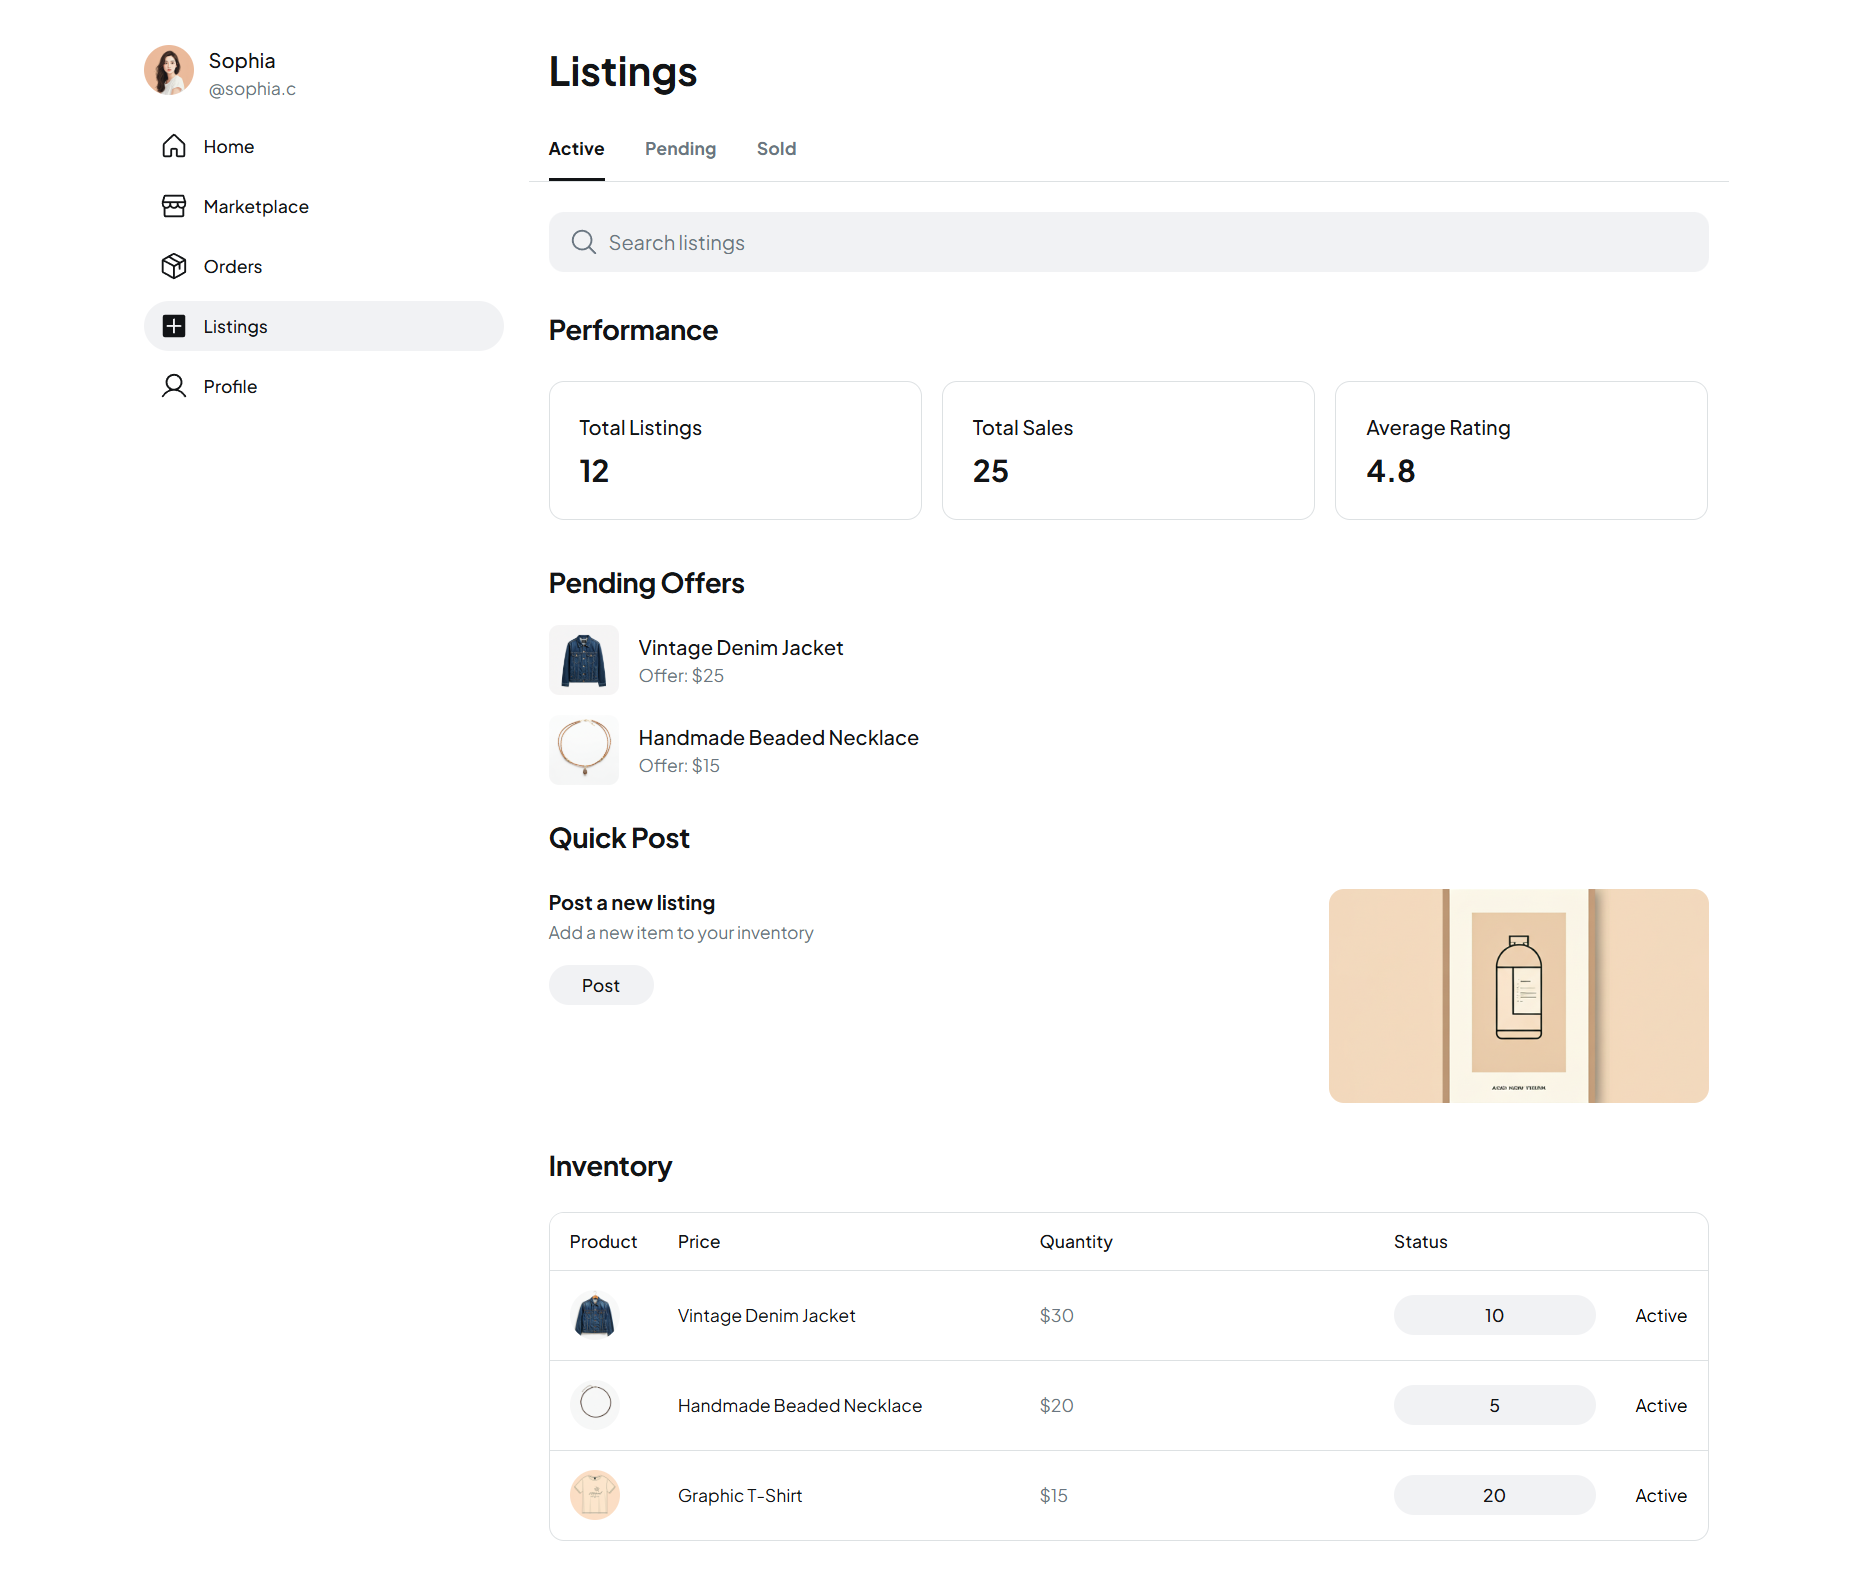 Sophia
@sophia.c
Home
Marketplace
Orders
Listings
Profile
Listings
Active Pending Sold
Search listings
Performance
Total Listings
12
Total Sales
25
Average Rating
4.8
Pending Offers
Vintage Denim Jacket
Offer: $25
Handmade Beaded Necklace
Offer: $15
Quick Post
Post a new listing
Add a new item to your inventory
Post
Inventory
Product Price Quantity Status
Vintage Denim Jacket $30 10 Active
Handmade Beaded Necklace $20 5 Active
Graphic T-Shirt $15 20 Active